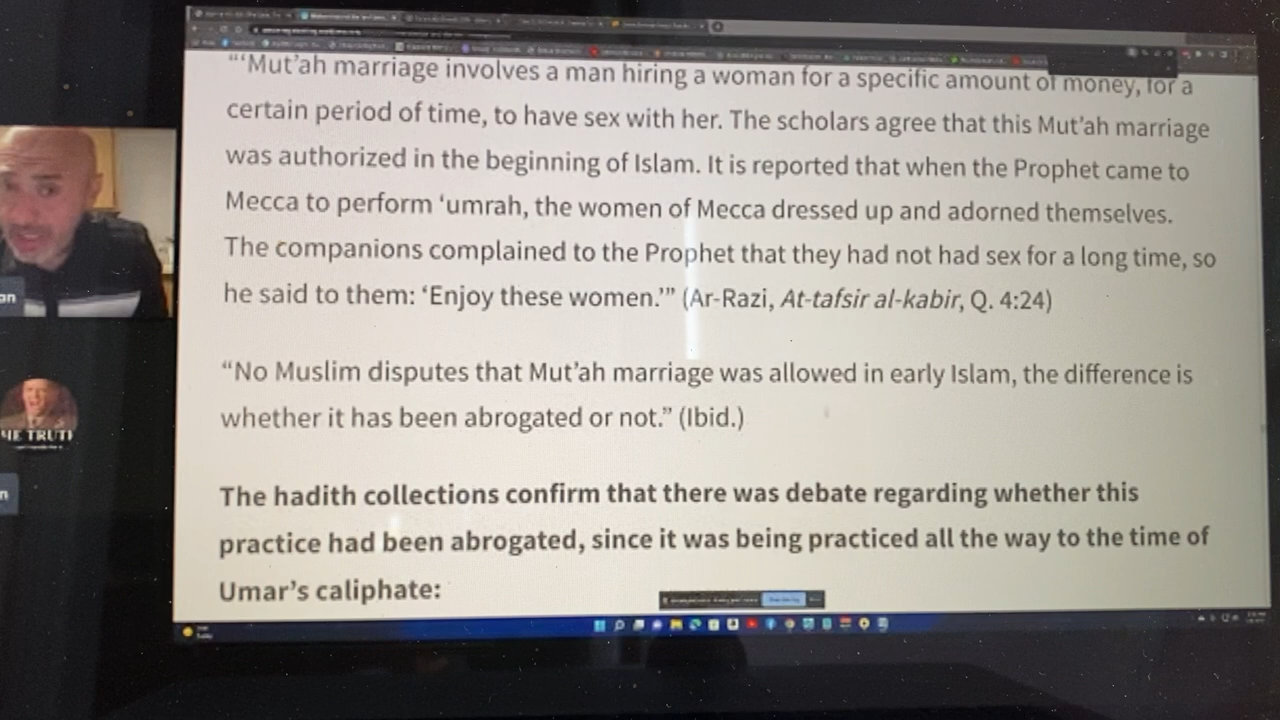 “‘Mut’ah marriage involves a man hiring a woman for a specific amount of money, for a
certain period of time, to have sex with her. The scholars agree that this Mut’ah marriage
was authorized in the beginning of Islam. It is reported that when the Prophet came to
Mecca to perform ‘umrah, the women of Mecca dressed up and adorned themselves.
The companions complained to the Prophet that they had not had sex for a long time, so
he said to them: ‘Enjoy these women.’” (Ar-Razi, At-tafsir al-kabir, Q. 4:24)
“No Muslim disputes that Mut’ah marriage was allowed in early Islam, the difference is
whether it has been abrogated or not.” (Ibid.)
The hadith collections confirm that there was debate regarding whether this
practice had been abrogated, since it was being practiced all the way to the time of
Umar’s caliphate:
on
HE TRUTH
n